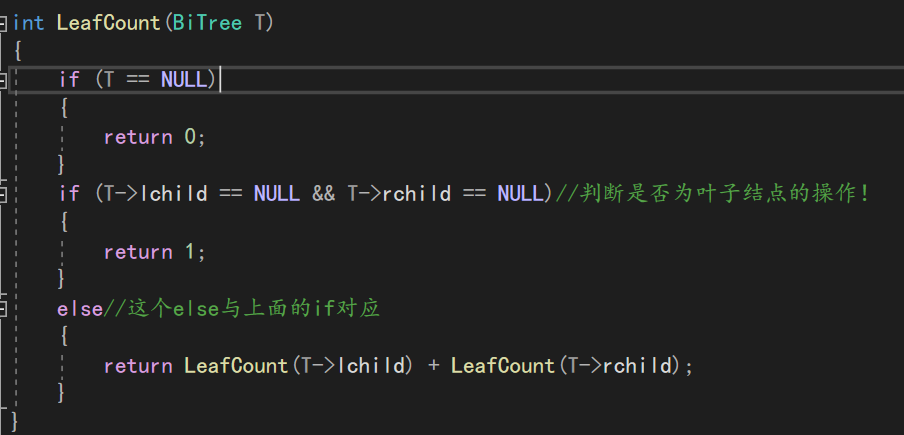 int LeafCount(BiTree T)
{
if (T == NULL)
{
return 0;
}
if (T->lchild == NULL && T->rchild == NULL)//判断是否为叶子结点的操作!
{
return 1;
}
else//这个else与上面的if对应
{
return LeafCount(T->lchild) + LeafCount(T->rchild);
}
}